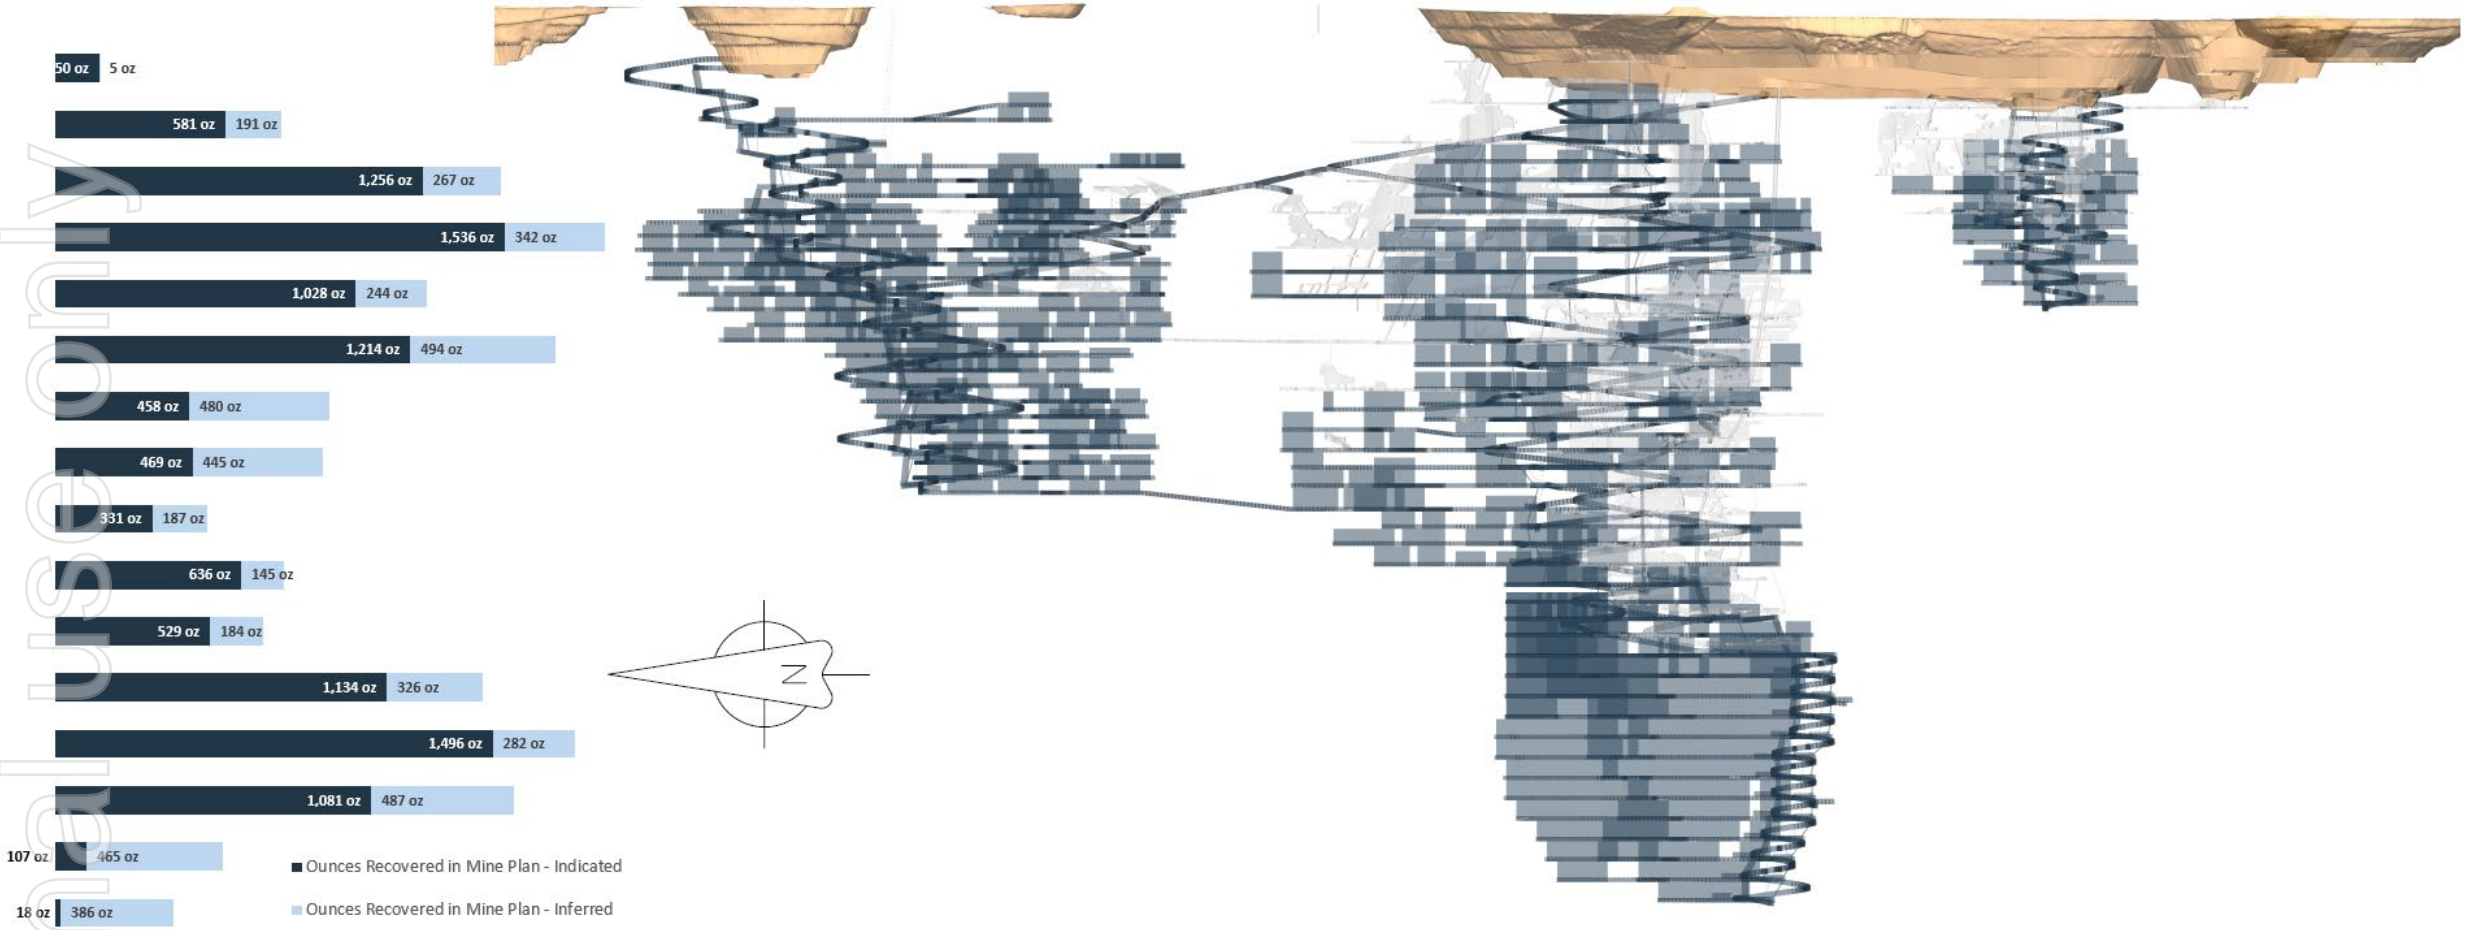 50 oz 5 oz
581 oz 191 oz
1,256 oz 267 oz
1,536 oz 342 oz
1,028 oz 244 oz
1,214 oz 494 oz
458 oz 480 oz
469 oz 445 oz
331 oz 187 oz
636 oz 145 oz
529 oz 184 oz
1,134 oz 326 oz
1,496 oz 282 oz
1,081 oz 487 oz
107 oz 465 oz
18 oz 386 oz
Ounces Recovered in Mine Plan - Indicated
Ounces Recovered in Mine Plan - Inferred
N
nal use only